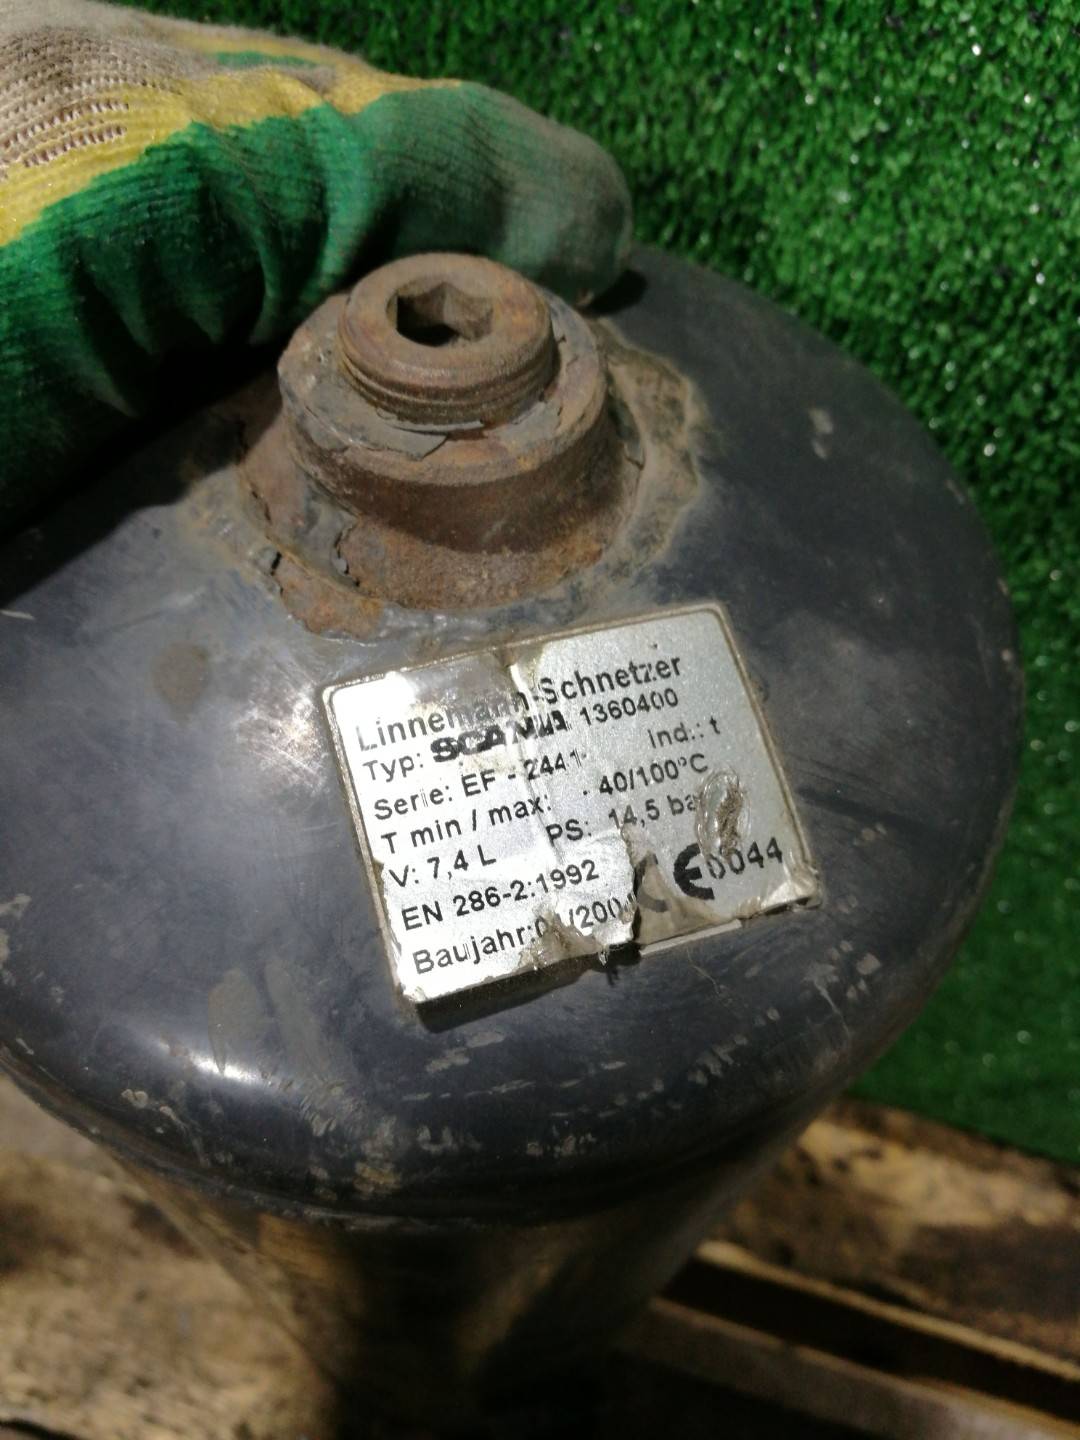 Linnemann-Schnetzer
Typ: SCANIA 1360400
Serie: EF - 2441 Ind.: t
T min / max: - 40/100°C
V: 7,4 L PS: 14,5 bar
EN 286-2:1992 CE 0044
Baujahr: